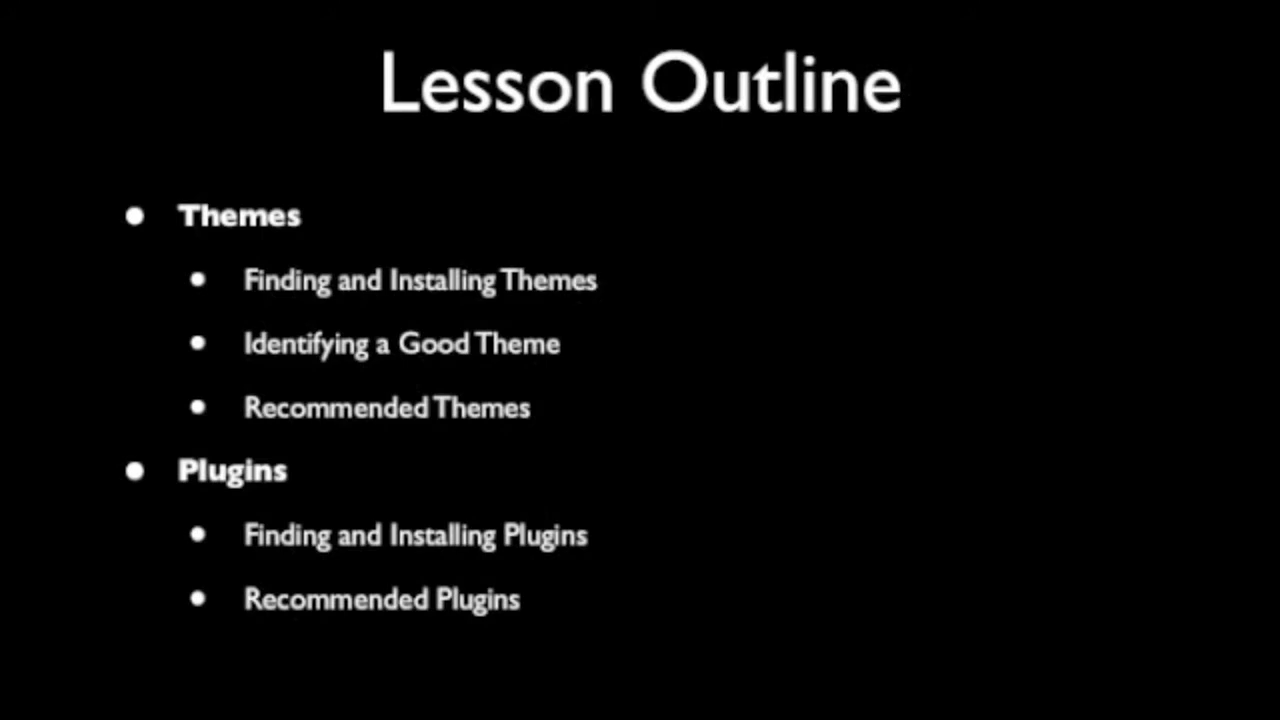 Lesson Outline
• Themes
• Finding and Installing Themes
• Identifying a Good Theme
• Recommended Themes
• Plugins
• Finding and Installing Plugins
• Recommended Plugins